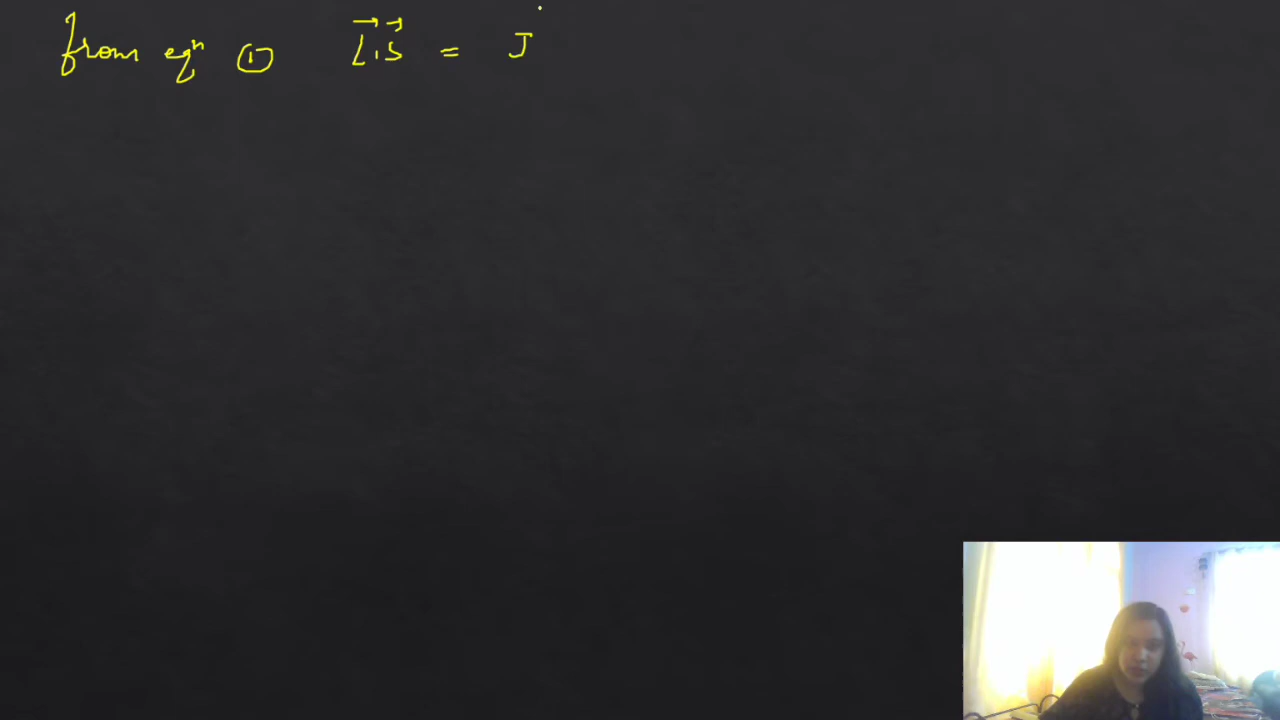 from eqⁿ ① L⃗.S⃗ = J